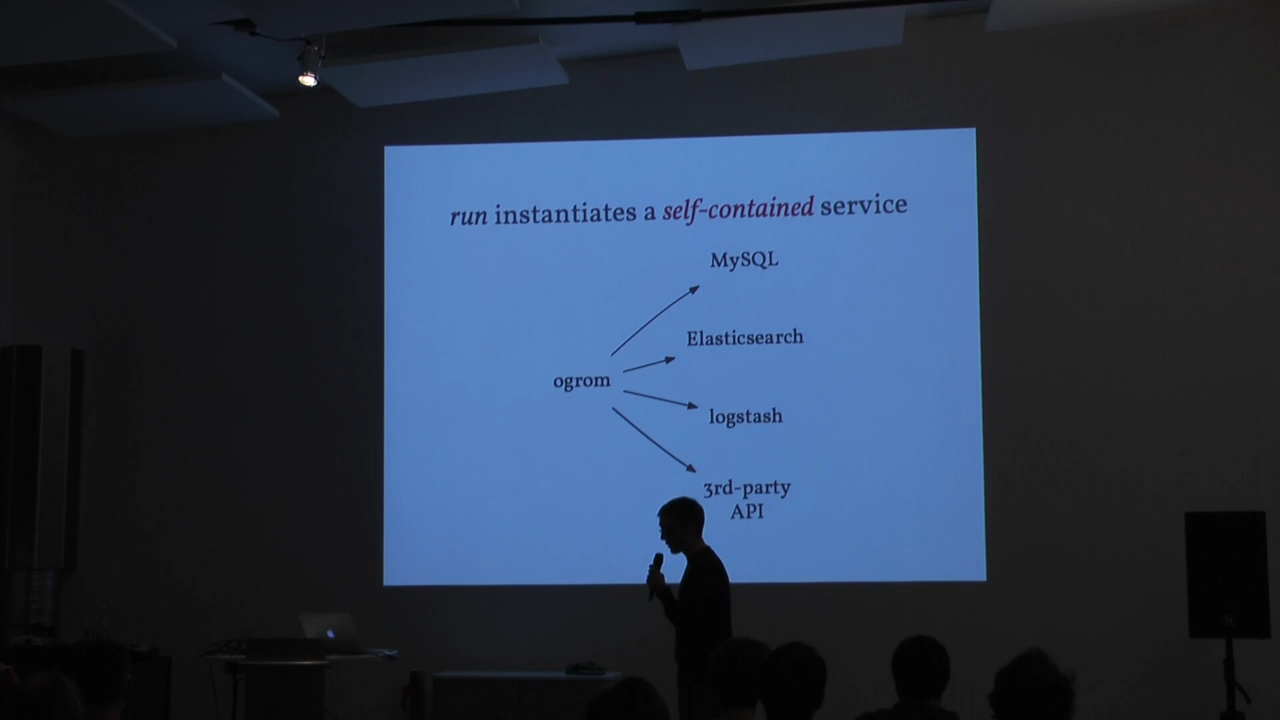 run instantiates a self-contained service
MySQL
Elasticsearch
ogrom
logstash
3rd-party
API